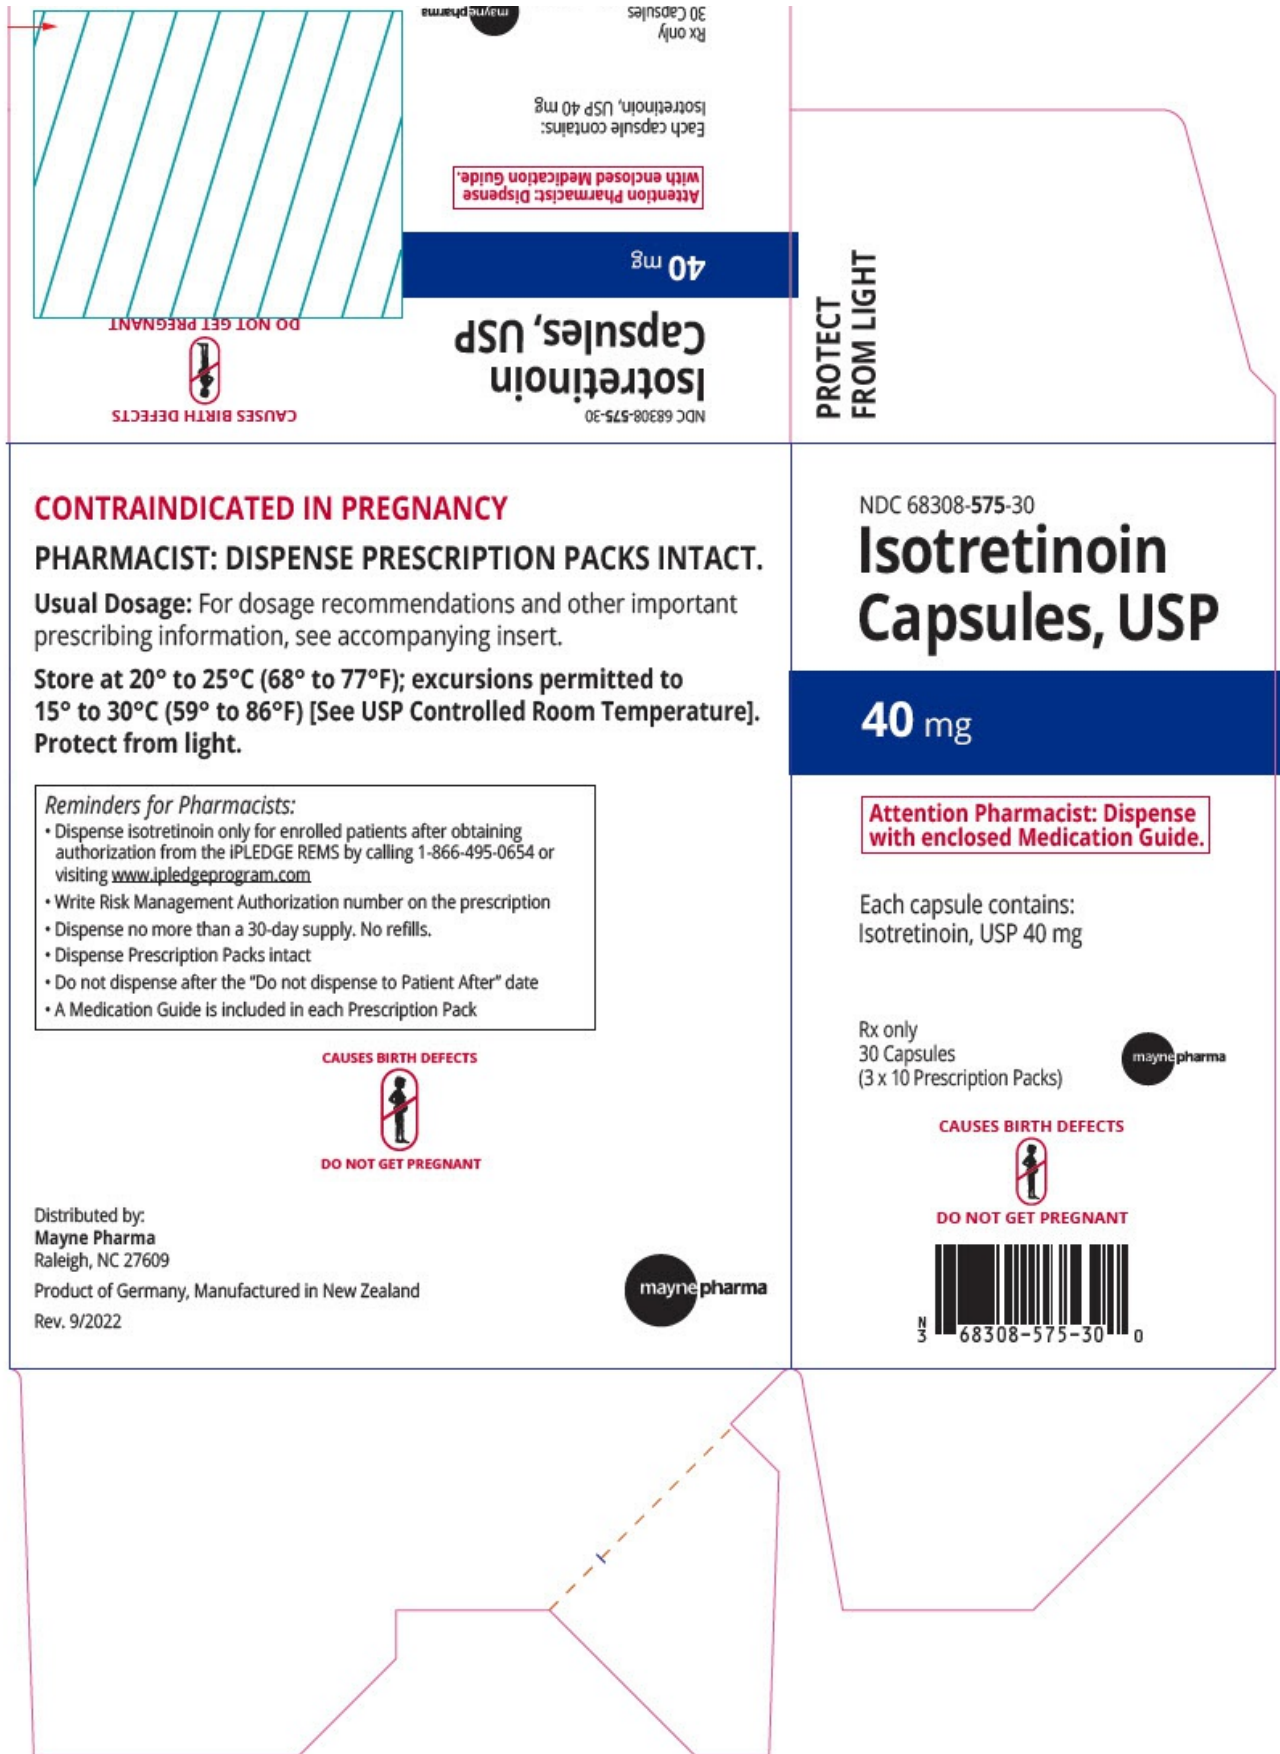 mayne pharma
30 Capsules
Rx only
Isotretinoin, USP 40 mg
Each capsule contains:
with enclosed Medication Guide.
Attention Pharmacist: Dispense
40 mg
Capsules, USP
Isotretinoin
NDC 68308-575-30
DO NOT GET PREGNANT
CAUSES BIRTH DEFECTS
PROTECT
FROM LIGHT
CONTRAINDICATED IN PREGNANCY
PHARMACIST: DISPENSE PRESCRIPTION PACKS INTACT.
Usual Dosage: For dosage recommendations and other important
prescribing information, see accompanying insert.
Store at 20° to 25°C (68° to 77°F); excursions permitted to
15° to 30°C (59° to 86°F) [See USP Controlled Room Temperature].
Protect from light.
Reminders for Pharmacists:
• Dispense isotretinoin only for enrolled patients after obtaining
authorization from the iPLEDGE REMS by calling 1-866-495-0654 or
visiting www.ipledgeprogram.com
• Write Risk Management Authorization number on the prescription
• Dispense no more than a 30-day supply. No refills.
• Dispense Prescription Packs intact
• Do not dispense after the "Do not dispense to Patient After" date
• A Medication Guide is included in each Prescription Pack
CAUSES BIRTH DEFECTS
DO NOT GET PREGNANT
Distributed by:
Mayne Pharma
Raleigh, NC 27609
Product of Germany, Manufactured in New Zealand
Rev. 9/2022
mayne pharma
NDC 68308-575-30
Isotretinoin
Capsules, USP
40 mg
Attention Pharmacist: Dispense
with enclosed Medication Guide.
Each capsule contains:
Isotretinoin, USP 40 mg
Rx only
30 Capsules
(3 x 10 Prescription Packs)
mayne pharma
CAUSES BIRTH DEFECTS
DO NOT GET PREGNANT
N
3 68308-575-30 0